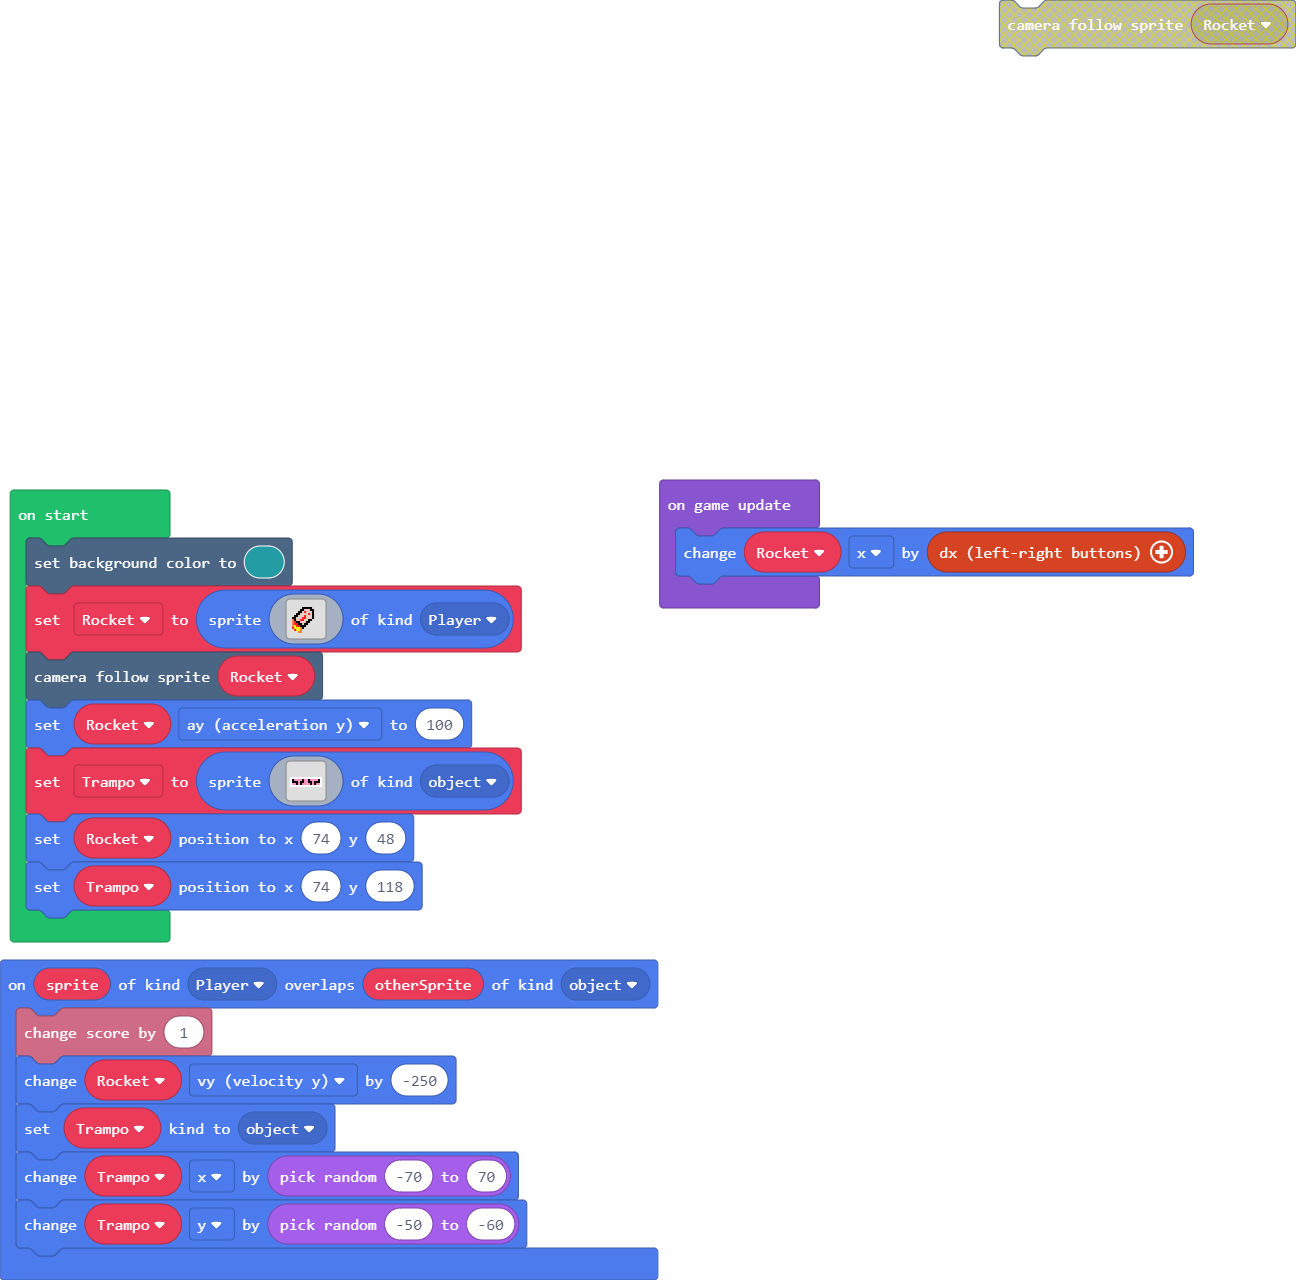 camera follow sprite Rocket
on start
set background color to
set Rocket to sprite of kind Player
camera follow sprite Rocket
set Rocket ay (acceleration y) to 100
set Trampo to sprite of kind object
set Rocket position to x 74 y 48
set Trampo position to x 74 y 118
on game update
change Rocket x by dx (left-right buttons)
on sprite of kind Player overlaps otherSprite of kind object
change score by 1
change Rocket vy (velocity y) by -250
set Trampo kind to object
change Trampo x by pick random -70 to 70
change Trampo y by pick random -50 to -60